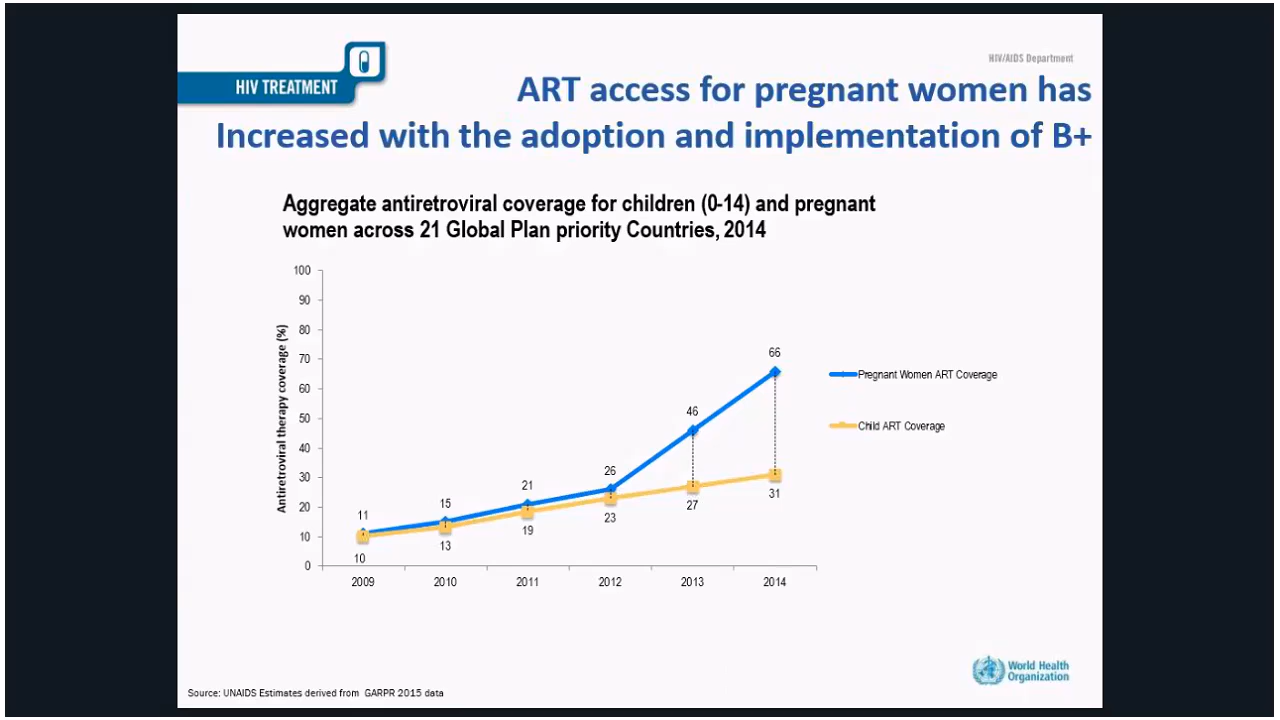 HIV/AIDS Department
HIV TREATMENT
ART access for pregnant women has
Increased with the adoption and implementation of B+
Aggregate antiretroviral coverage for children (0-14) and pregnant
women across 21 Global Plan priority Countries, 2014
Antiretroviral therapy coverage (%)
100
90
80
70
60
50
40
30
20
10
0
11
15
21
26
46
66
10
13
19
23
27
31
2009
2010
2011
2012
2013
2014
Pregnant Women ART Coverage
Child ART Coverage
World Health
Organization
Source: UNAIDS Estimates derived from GARPR 2015 data